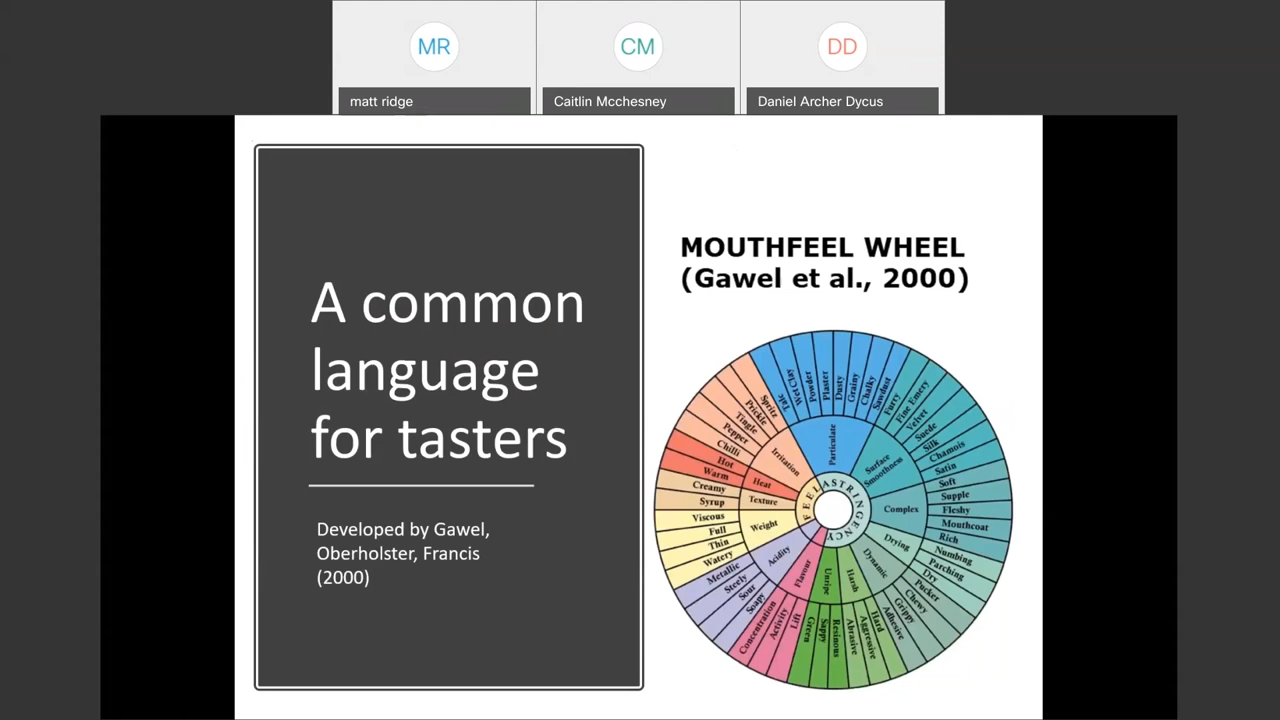 MR
CM
DD
matt ridge
Caitlin Mcchesney
Daniel Archer Dycus
A common
language
for tasters
Developed by Gawel,
Oberholster, Francis
(2000)
MOUTHFEEL WHEEL
(Gawel et al., 2000)
FEEL
ASTRINGENCY
Particulate
Surface
Smoothness
Complex
Drying
Dynamic
Harsh
Unripe
Flavour
Acidity
Weight
Texture
Heat
Irritation
Talc
Wet Clay
Powder
Plaster
Dusty
Grainy
Chalky
Sawdust
Furry
Fine Emery
Velvet
Suede
Silk
Chamois
Satin
Soft
Supple
Fleshy
Mouthcoat
Rich
Numbing
Parching
Dry
Pucker
Chewy
Grippy
Adhesive
Hard
Aggressive
Abrasive
Resinous
Sappy
Green
Lift
Activity
Concentration
Soapy
Sour
Steely
Metallic
Watery
Thin
Full
Viscous
Syrup
Creamy
Warm
Hot
Chilli
Pepper
Tingle
Prickle
Spritz